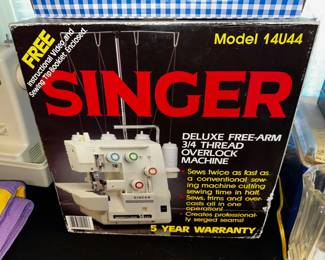 FREE
Instructional Video and
Sewing Tip Booklet Enclosed.
Model 14U44
SINGER
DELUXE FREE-ARM
3/4 THREAD
OVERLOCK
MACHINE
• Sews twice as fast as
a conventional sew-
ing machine cutting
sewing time in half.
• Sews, trims and over-
casts all in one
operation!
• Creates professional-
ly serged seams!
5 YEAR WARRANTY